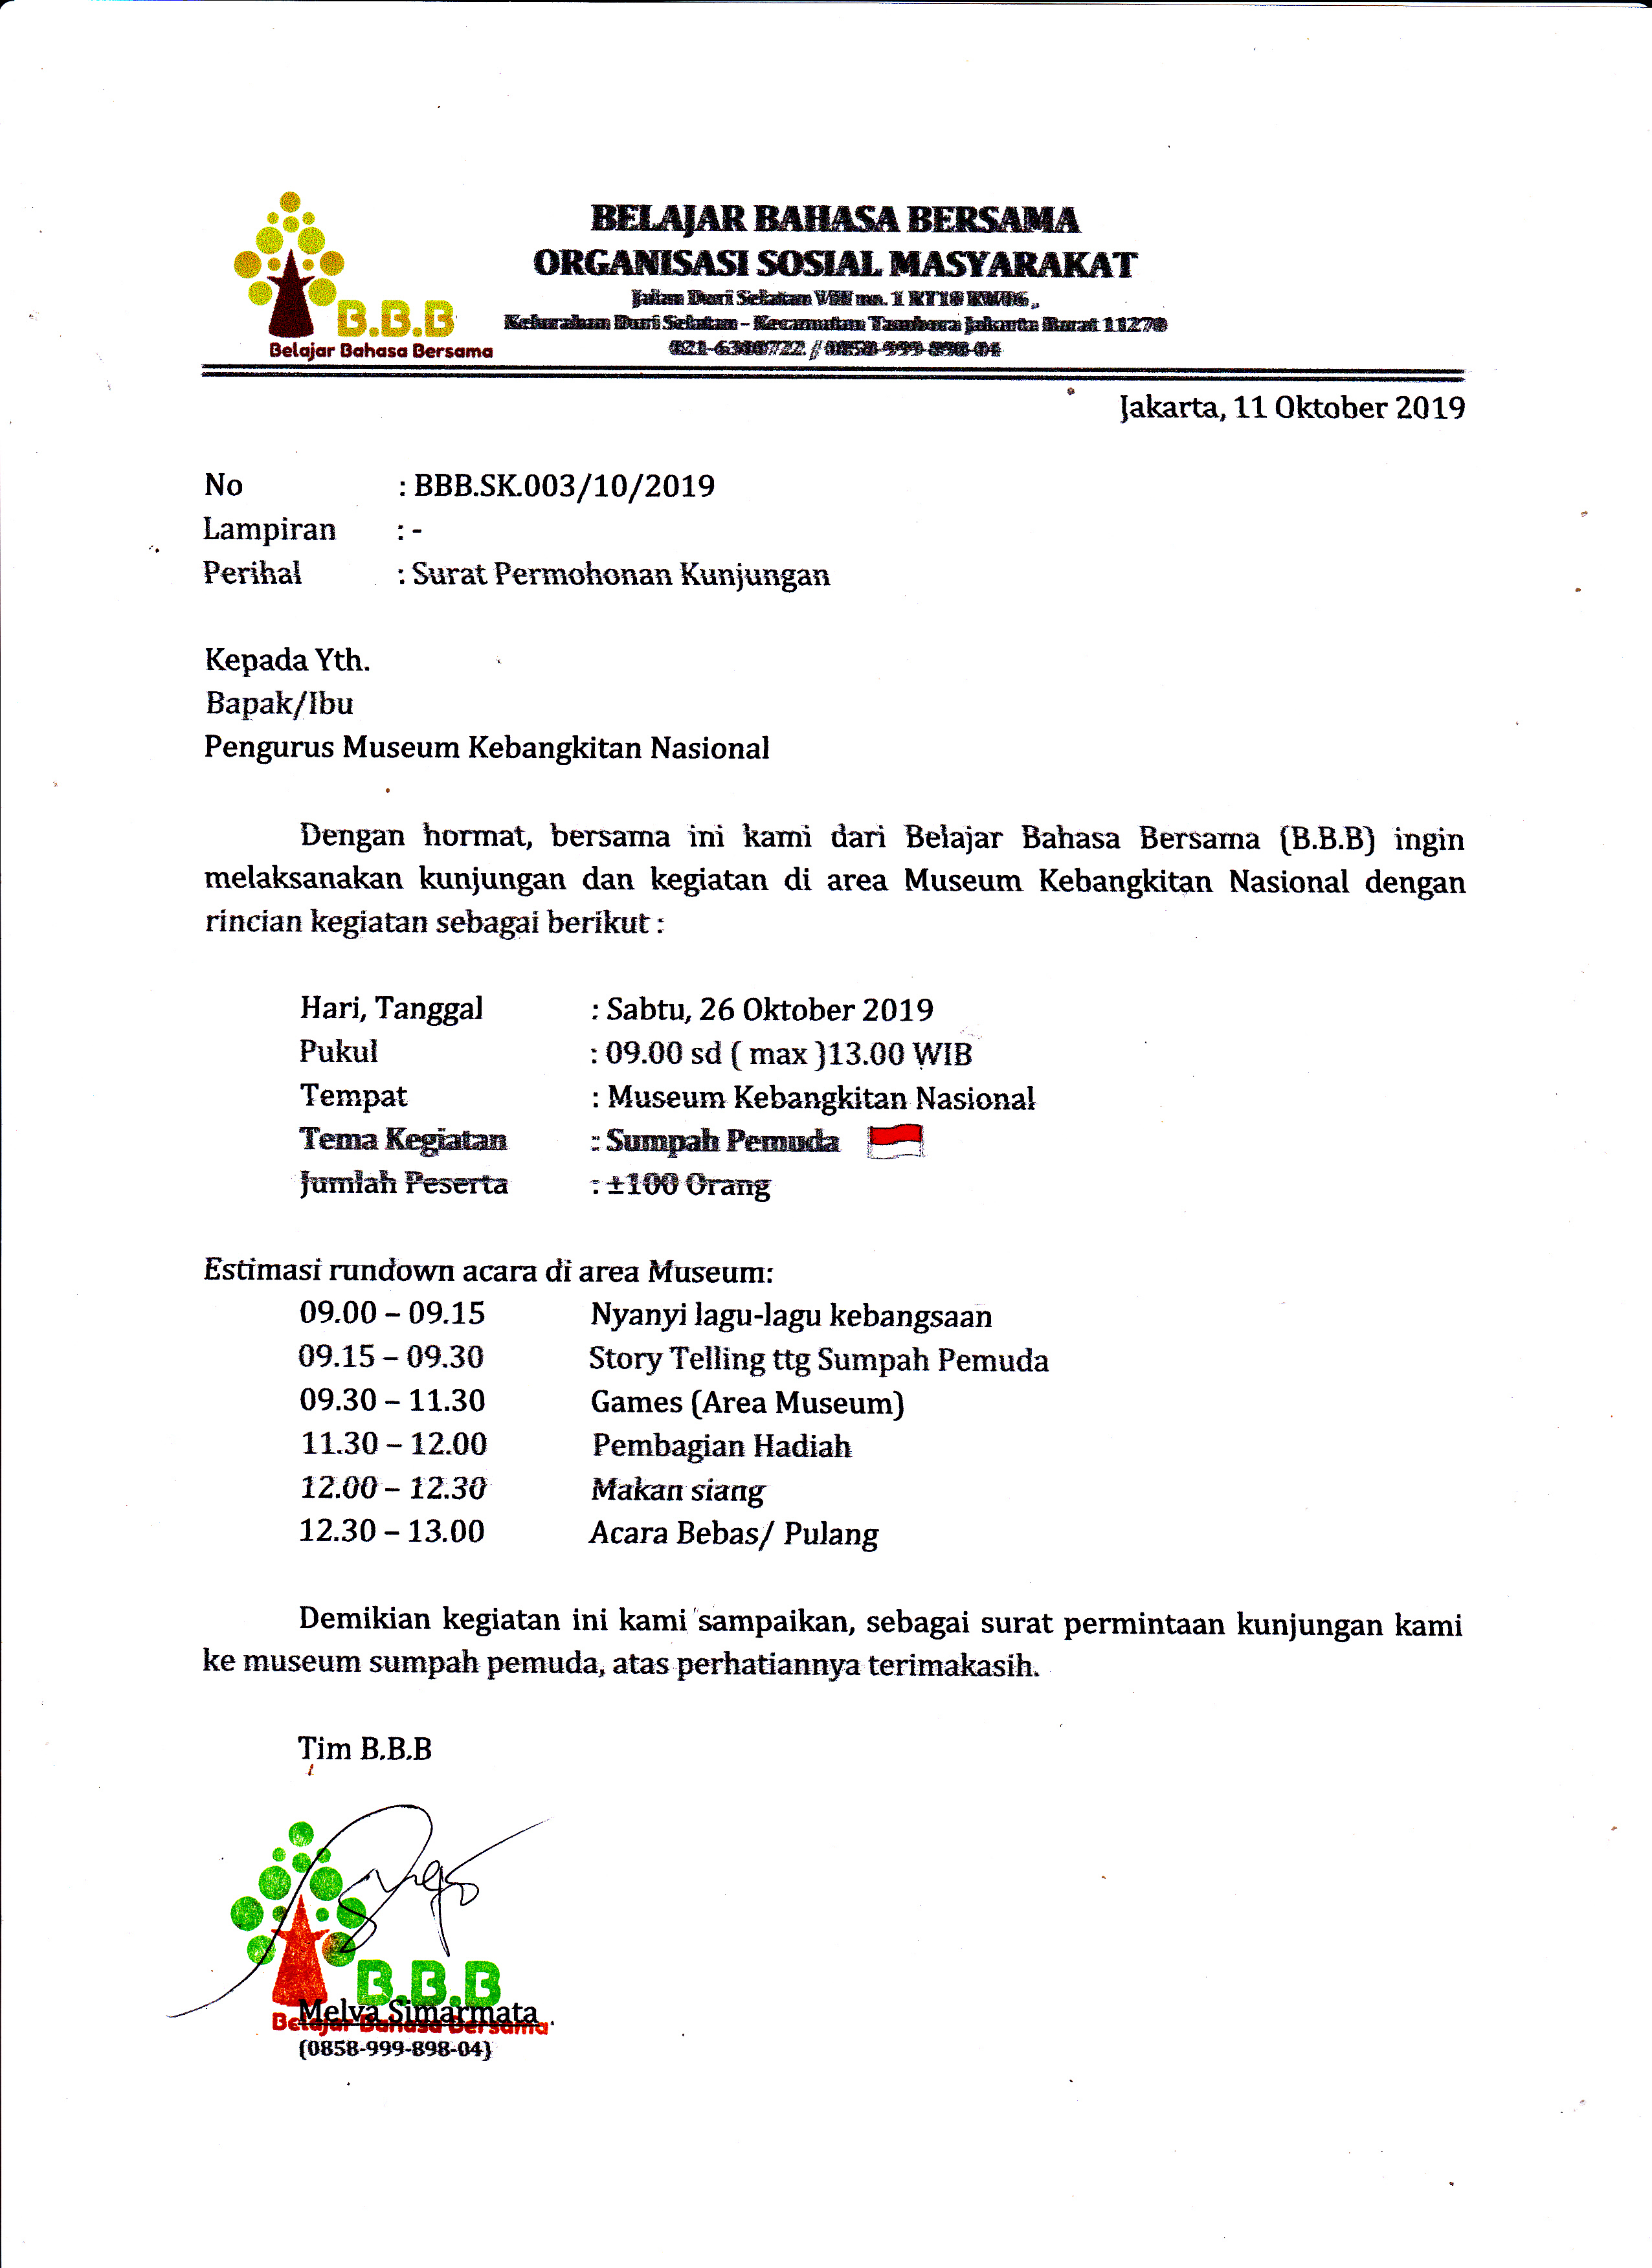 BELAJAR BAHASA BERSAMA
ORGANISASI SOSIAL MASYARAKAT
Jalan Duri Selatan VIII no. 1 RT10 RW06,
Kelurahan Duri Selatan - Kecamatan Tambora Jakarta Barat 11270
/ 0858-999-898-04
B.B.B
Belajar Bahasa Bersama
Jakarta, 11 Oktober 2019
No : BBB.SK.003/10/2019
Lampiran : -
Perihal : Surat Permohonan Kunjungan
Kepada Yth.
Bapak/Ibu
Pengurus Museum Kebangkitan Nasional
Dengan hormat, bersama ini kami dari Belajar Bahasa Bersama (B.B.B) ingin
melaksanakan kunjungan dan kegiatan di area Museum Kebangkitan Nasional dengan
rincian kegiatan sebagai berikut :
Hari, Tanggal : Sabtu, 26 Oktober 2019
Pukul : 09.00 sd ( max )13.00 WIB
Tempat : Museum Kebangkitan Nasional
Tema Kegiatan : Sumpah Pemuda
Jumlah Peserta : ±100 Orang
Estimasi rundown acara di area Museum:
09.00 – 09.15 Nyanyi lagu-lagu kebangsaan
09.15 – 09.30 Story Telling ttg Sumpah Pemuda
09.30 – 11.30 Games (Area Museum)
11.30 – 12.00 Pembagian Hadiah
12.00 – 12.30 Makan siang
12.30 – 13.00 Acara Bebas/ Pulang
Demikian kegiatan ini kami sampaikan, sebagai surat permintaan kunjungan kami
ke museum sumpah pemuda, atas perhatiannya terimakasih.
Tim B.B.B
B.B.B
Belajar Bahasa Bersama
Melva Simarmata
(0858-999-898-04)